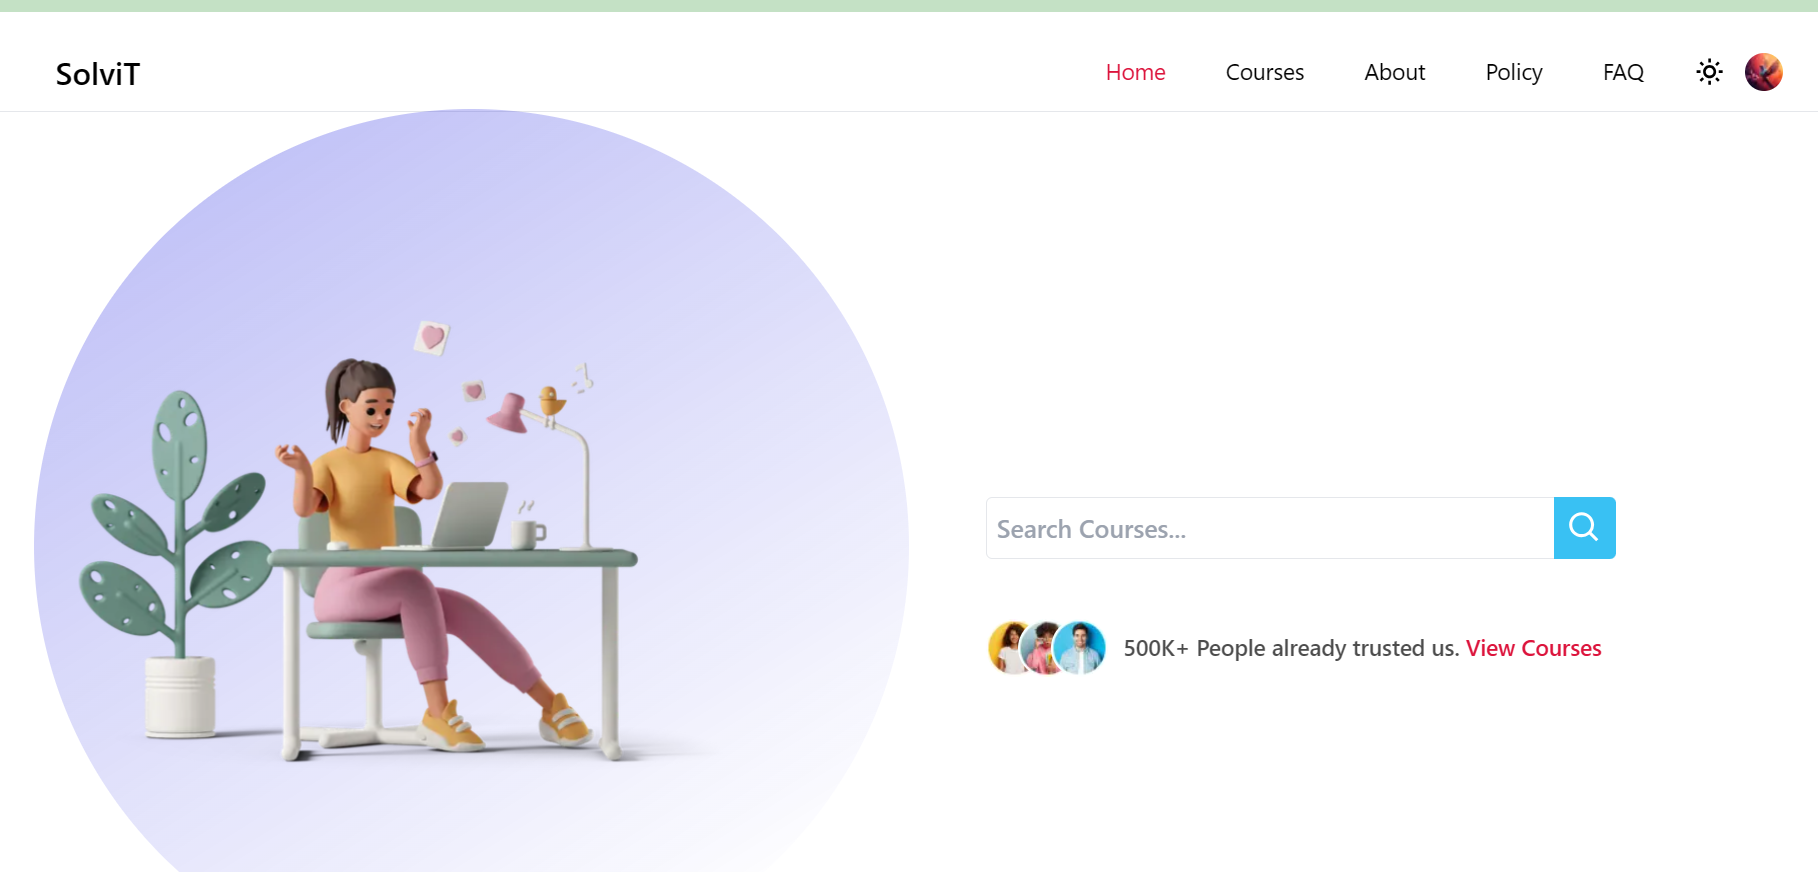 SolviT
Home Courses About Policy FAQ
Search Courses...
500K+ People already trusted us. View Courses